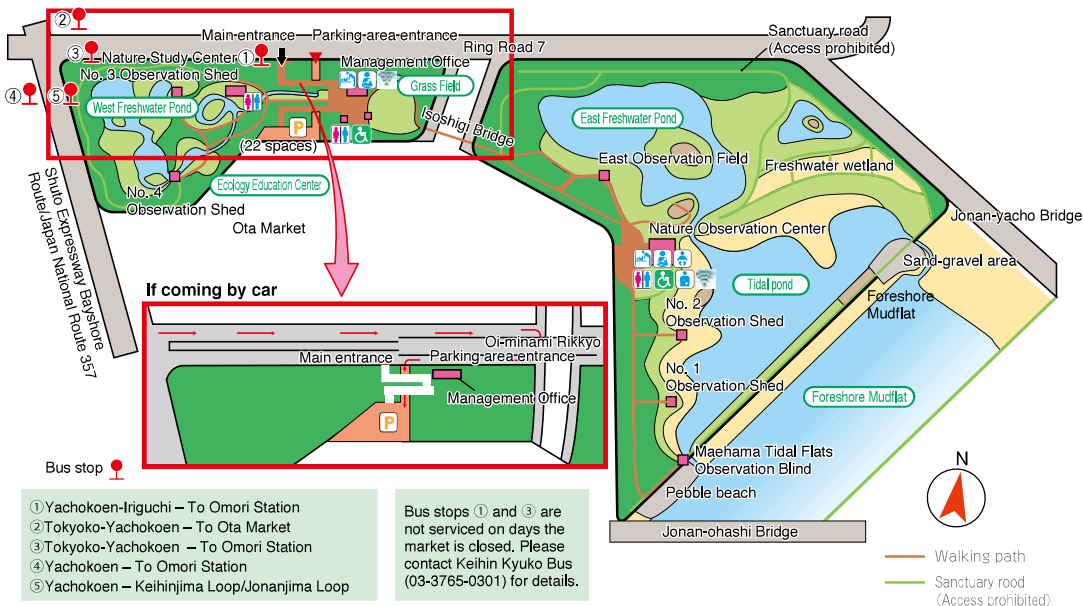 ②
③
①
④
⑤
Main entrance
Parking area entrance
Nature Study Center
No. 3 Observation Shed
Management Office
Ring Road 7
Sanctuary road
(Access prohibited)
West Freshwater Pond
Grass Field
P
(22 spaces)
Isoshigi Bridge
East Freshwater Pond
East Observation Field
Freshwater wetland
No. 4
Observation Shed
Ecology Education Center
Ota Market
Shuto Expressway Bayshore
Route/Japan National Route 357
Nature Observation Center
Jonan-yacho Bridge
Sand-gravel area
Tidal pond
Foreshore
Mudflat
No. 2
Observation Shed
No. 1
Observation Shed
Foreshore Mudflat
Maehama Tidal Flats
Observation Blind
Pebble beach
Jonan-ohashi Bridge
If coming by car
Oi-minami Rikkyo
Main entrance
Parking area entrance
Management Office
P
Bus stop
①Yachokoen-Iriguchi – To Omori Station
②Tokyoko-Yachokoen – To Ota Market
③Tokyoko-Yachokoen – To Omori Station
④Yachokoen – To Omori Station
⑤Yachokoen – Keihinjima Loop/Jonanjima Loop
Bus stops ① and ③ are
not serviced on days the
market is closed. Please
contact Keihin Kyuko Bus
(03-3765-0301) for details.
N
Walking path
Sanctuary rood
(Access prohibited)